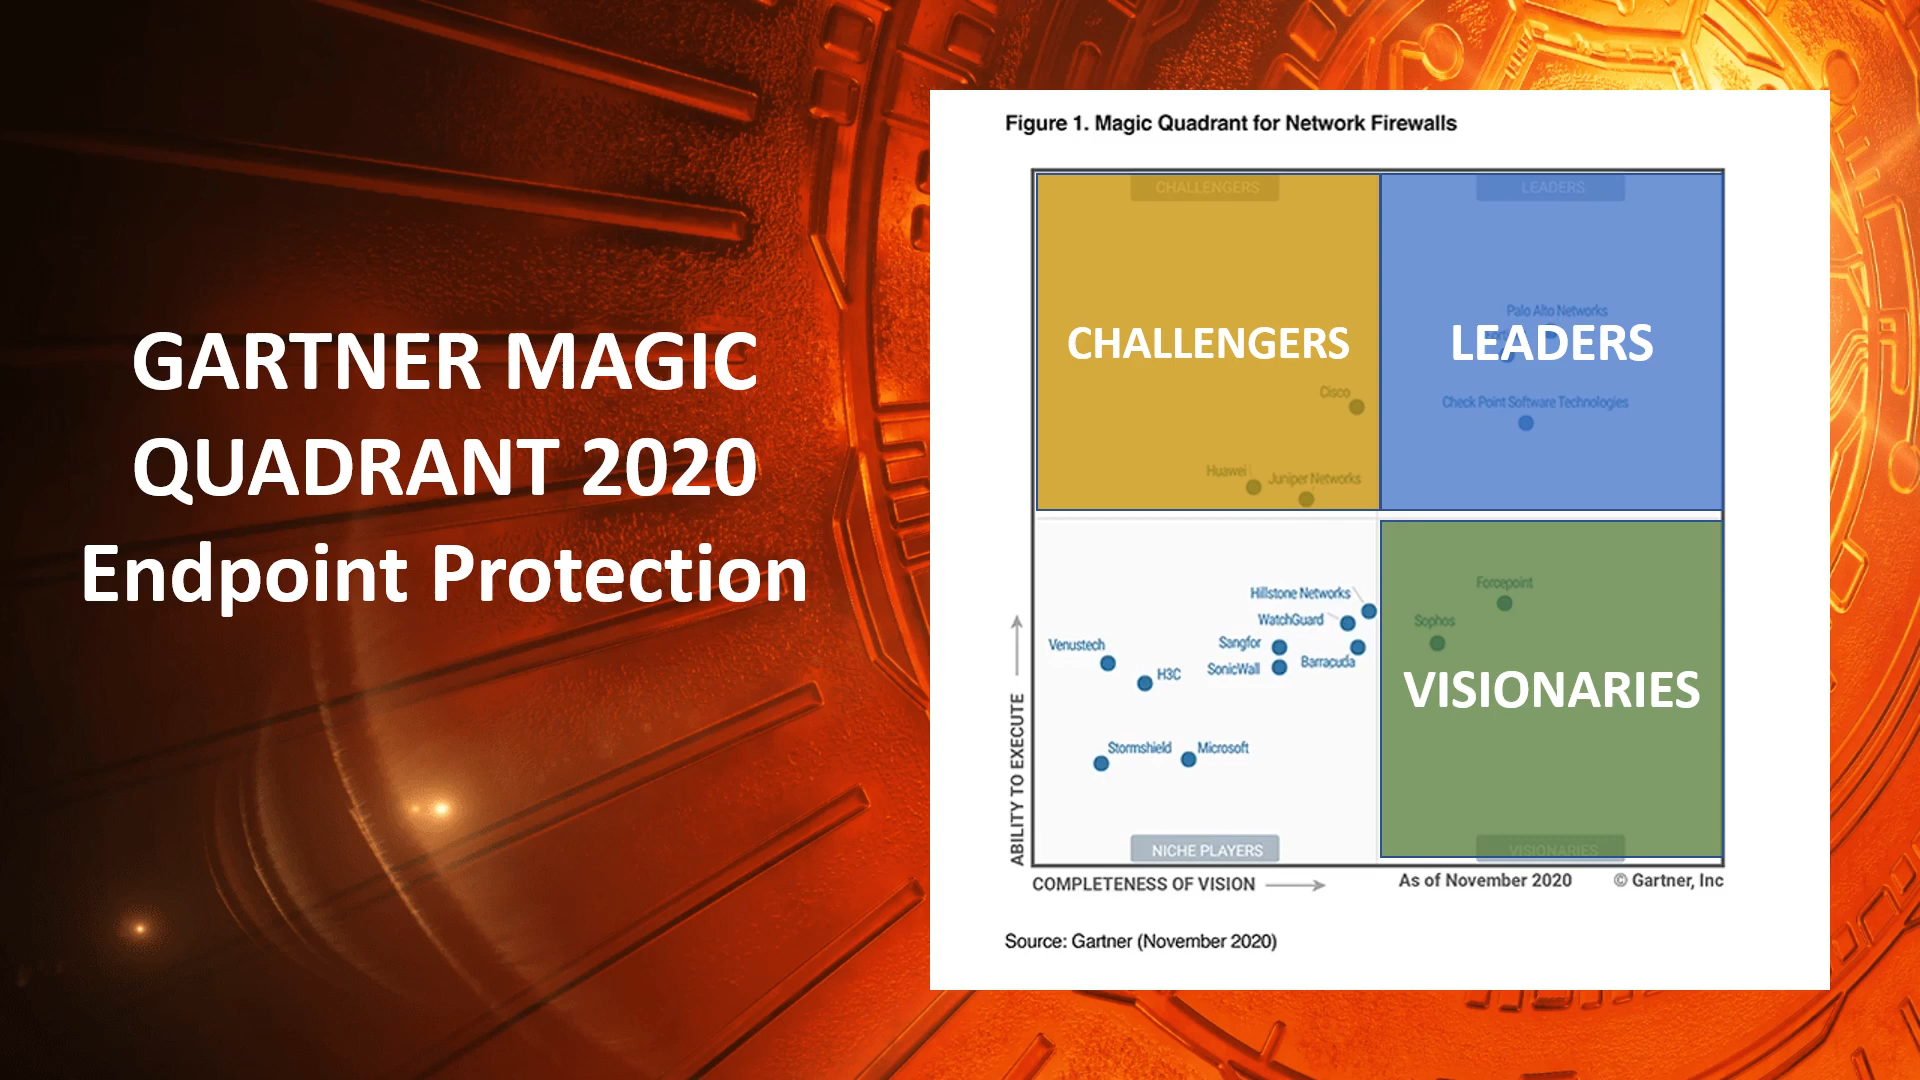 GARTNER MAGIC
QUADRANT 2020
Endpoint Protection
Figure 1. Magic Quadrant for Network Firewalls
CHALLENGERS
LEADERS
Palo Alto Networks
CHALLENGERS
LEADERS
Cisco
Check Point Software Technologies
Huawei
Juniper Networks
Forcepoint
Hillstone Networks
WatchGuard
Sophos
Venustech
Sangfor
SonicWall
Barracuda
H3C
VISIONARIES
Stormshield
Microsoft
NICHE PLAYERS
VISIONARIES
ABILITY TO EXECUTE
COMPLETENESS OF VISION
As of November 2020
© Gartner, Inc
Source: Gartner (November 2020)